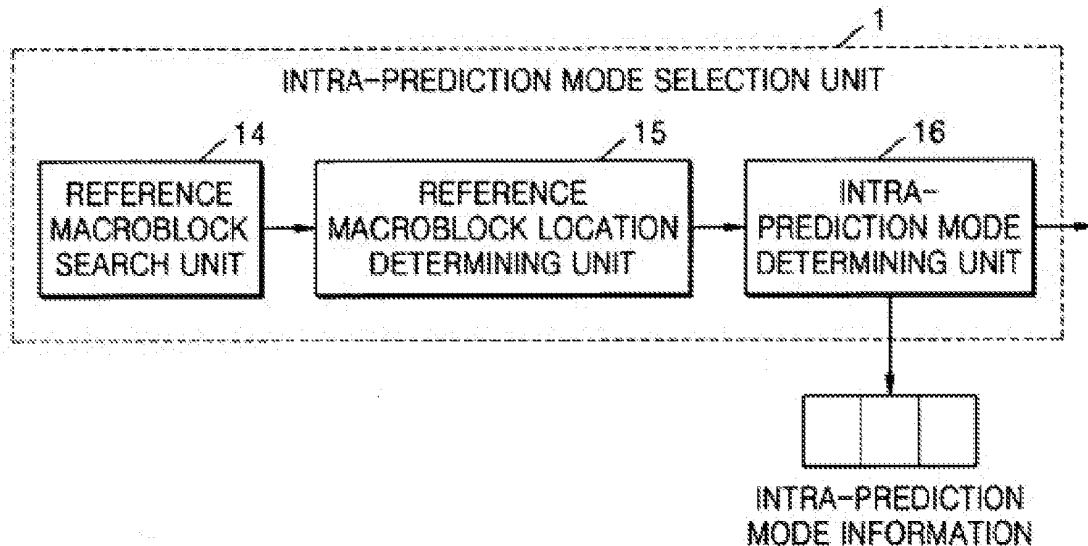 1
INTRA-PREDICTION MODE SELECTION UNIT
14
15
16
REFERENCE
MACROBLOCK
SEARCH UNIT
REFERENCE
MACROBLOCK LOCATION
DETERMINING UNIT
INTRA-
PREDICTION MODE
DETERMINING UNIT
INTRA-PREDICTION
MODE INFORMATION